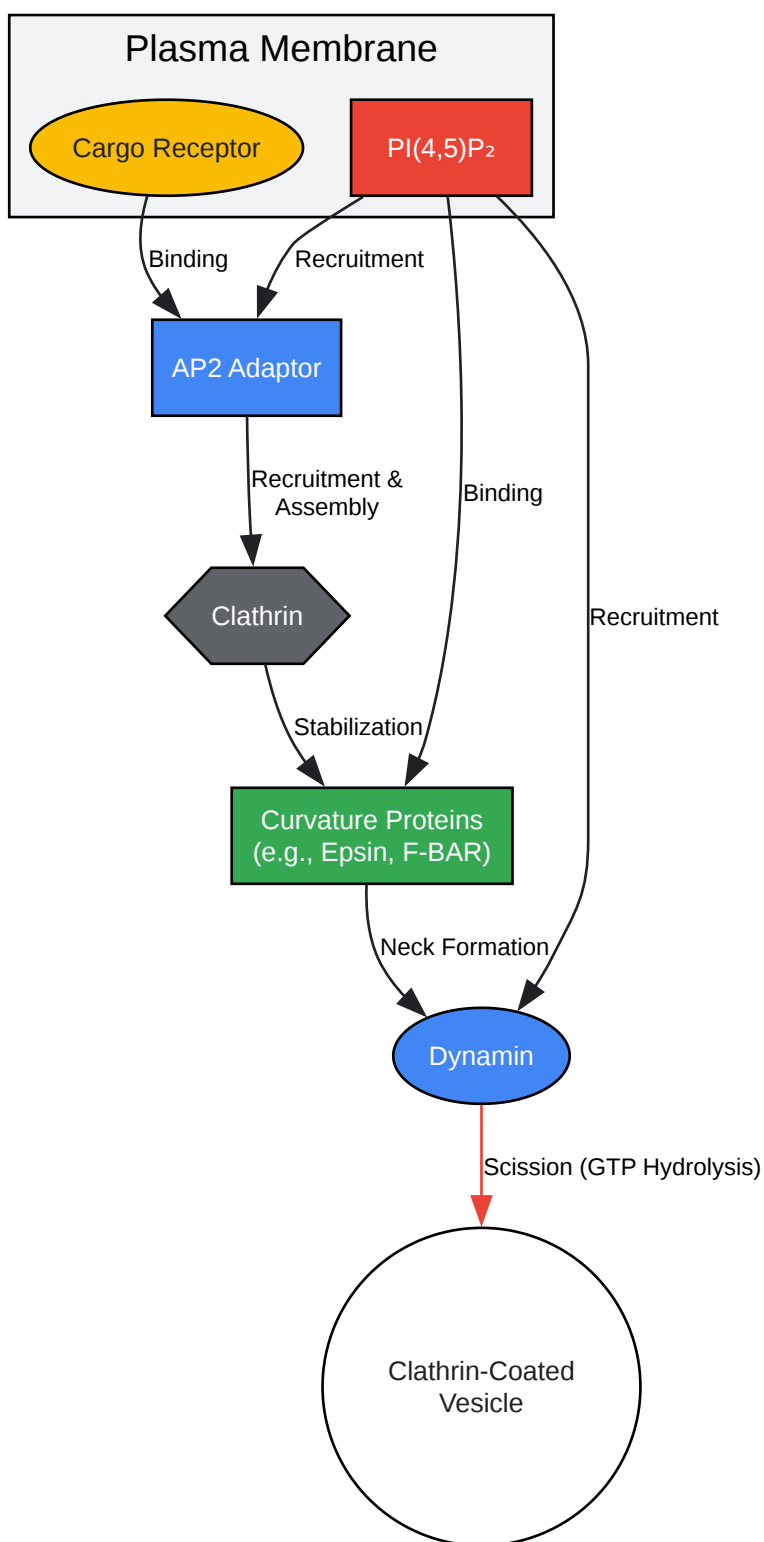 Plasma Membrane
Cargo Receptor
PI(4,5)P₂
Binding
Recruitment
AP2 Adaptor
Recruitment &
Assembly
Binding
Clathrin
Recruitment
Stabilization
Curvature Proteins
(e.g., Epsin, F-BAR)
Neck Formation
Dynamin
Scission (GTP Hydrolysis)
Clathrin-Coated
Vesicle